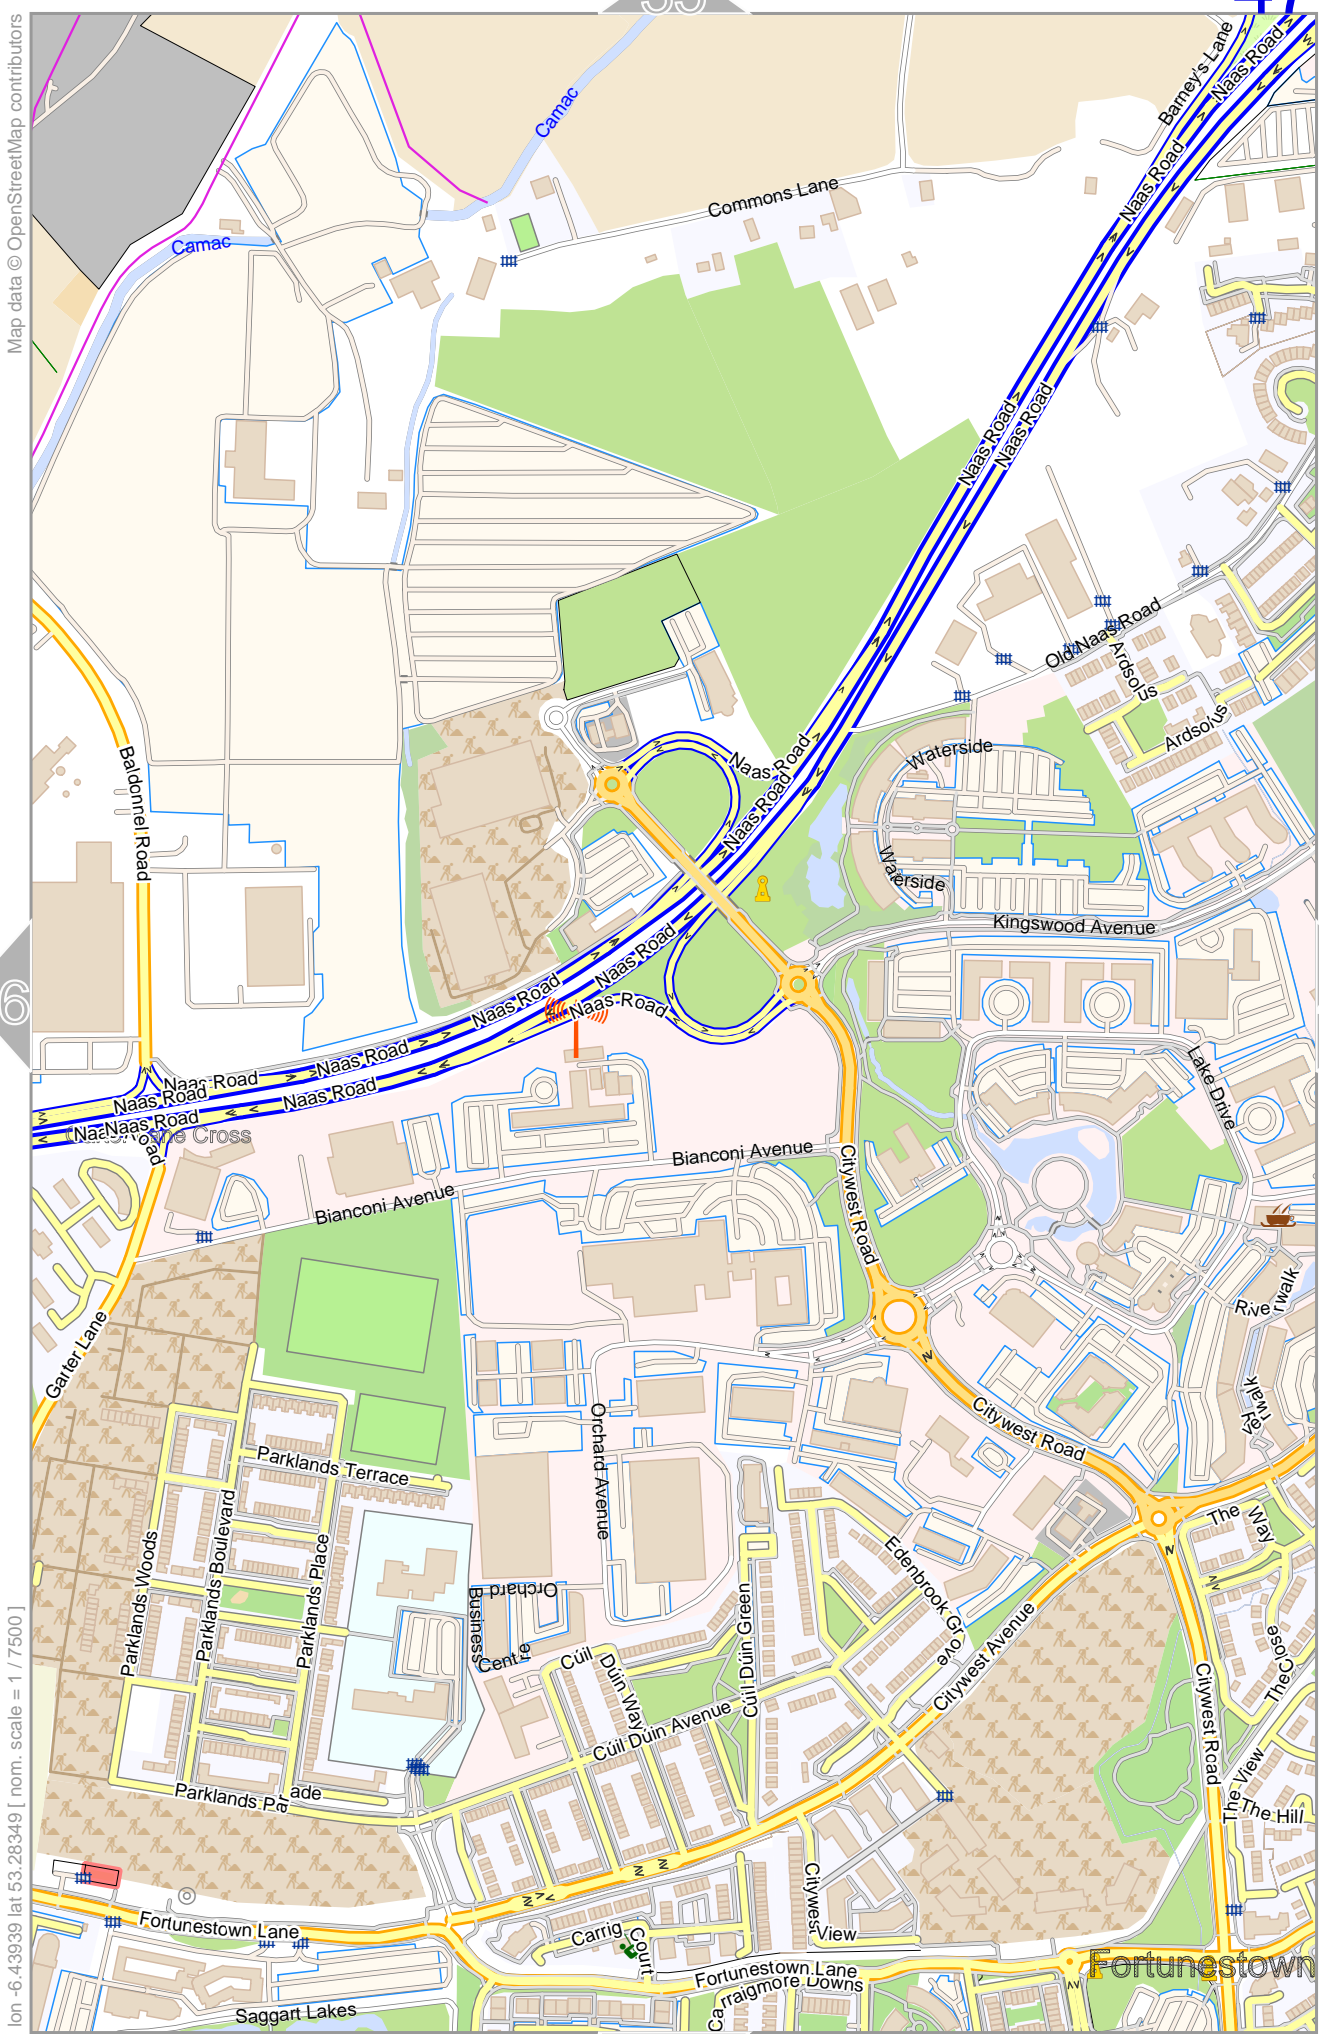 55
Map data © OpenStreetMap contributors
lon -6.43939 lat 53.28349 [ nom. scale = 1 / 7500 ]
6
Barney's Lane
Naas Road
Naas Road
Naas Road
Camac
Commons Lane
Camac
Naas Road
Naas Road
Old Naas Road
Ardsolus
Ardsolus
Baldonnel Road
Waterside
Naas Road
Naas Road
Waterside
Kingswood Avenue
Naas Road
Naas Road
Naas Road
Naas Road
Naas Road
Naas Road
Naas Road
Naas Road
Lake Drive
Bianconi Avenue
Bianconi Avenue
Citywest Road
Garter Lane
Riverwalk
Citywest Road
Orchard Avenue
Parklands Terrace
Parklands Woods
Parklands Boulevard
Parklands Place
Orchard Business Centre
Edenbrook Grove
The Way
The Close
Cúil Dúin Green
Cúil Dúin Way
Cúil Dúin Avenue
Citywest Avenue
Citywest Road
The View
The Hill
Parklands Parade
Fortunestown Lane
Carrig Court
Citywest View
Fortunestown Lane
Fortunestown
Carraigmore Downs
Saggart Lakes